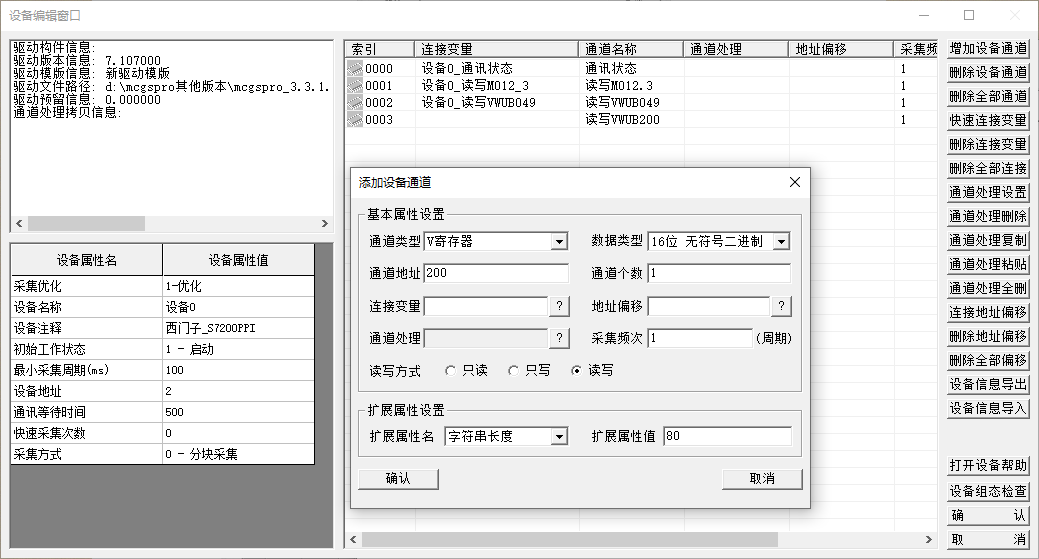 设备编辑窗口
驱动构件信息:
驱动版本信息: 7.107000
驱动模版信息: 新驱动模版
驱动文件路径: d:\mcgspro其他版本\mcgspro_3.3.1.
驱动预留信息: 0.000000
通道处理拷贝信息:
设备属性名 设备属性值
采集优化 1-优化
设备名称 设备0
设备注释 西门子_S7200PPI
初始工作状态 1 - 启动
最小采集周期(ms) 100
设备地址 2
通讯等待时间 500
快速采集次数 0
采集方式 0 - 分块采集
索引 连接变量 通道名称 通道处理 地址偏移 采集频
0000 设备0_通讯状态 通讯状态 1
0001 设备0_读写M012_3 读写M012.3 1
0002 设备0_读写VWUB049 读写VWUB049 1
0003 读写VWUB200 1
添加设备通道
基本属性设置
通道类型 V寄存器 数据类型 16位 无符号二进制
通道地址 200 通道个数 1
连接变量 ? 地址偏移 ?
通道处理 ? 采集频次 1 (周期)
读写方式 只读 只写 读写
扩展属性设置
扩展属性名 字符串长度 扩展属性值 80
确认 取消
增加设备通道
删除设备通道
删除全部通道
快速连接变量
删除连接变量
删除全部连接
通道处理设置
通道处理删除
通道处理复制
通道处理粘贴
通道处理全删
连接地址偏移
删除地址偏移
删除全部偏移
设备信息导出
设备信息导入
打开设备帮助
设备组态检查
确 认
取 消